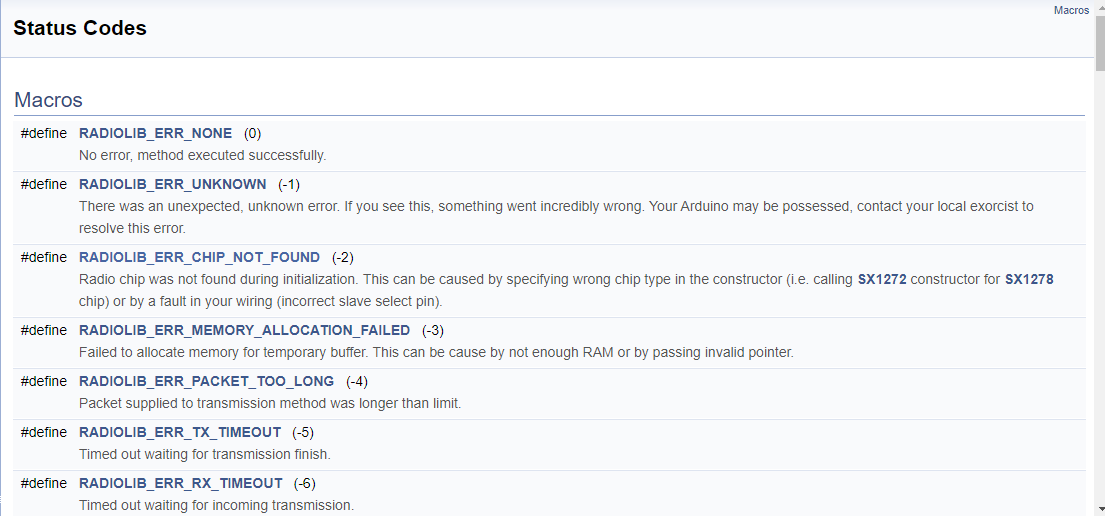 Macros
Status Codes
Macros
#define RADIOLIB_ERR_NONE (0)
No error, method executed successfully.
#define RADIOLIB_ERR_UNKNOWN (-1)
There was an unexpected, unknown error. If you see this, something went incredibly wrong. Your Arduino may be possessed, contact your local exorcist to
resolve this error.
#define RADIOLIB_ERR_CHIP_NOT_FOUND (-2)
Radio chip was not found during initialization. This can be caused by specifying wrong chip type in the constructor (i.e. calling SX1272 constructor for SX1278
chip) or by a fault in your wiring (incorrect slave select pin).
#define RADIOLIB_ERR_MEMORY_ALLOCATION_FAILED (-3)
Failed to allocate memory for temporary buffer. This can be cause by not enough RAM or by passing invalid pointer.
#define RADIOLIB_ERR_PACKET_TOO_LONG (-4)
Packet supplied to transmission method was longer than limit.
#define RADIOLIB_ERR_TX_TIMEOUT (-5)
Timed out waiting for transmission finish.
#define RADIOLIB_ERR_RX_TIMEOUT (-6)
Timed out waiting for incoming transmission.